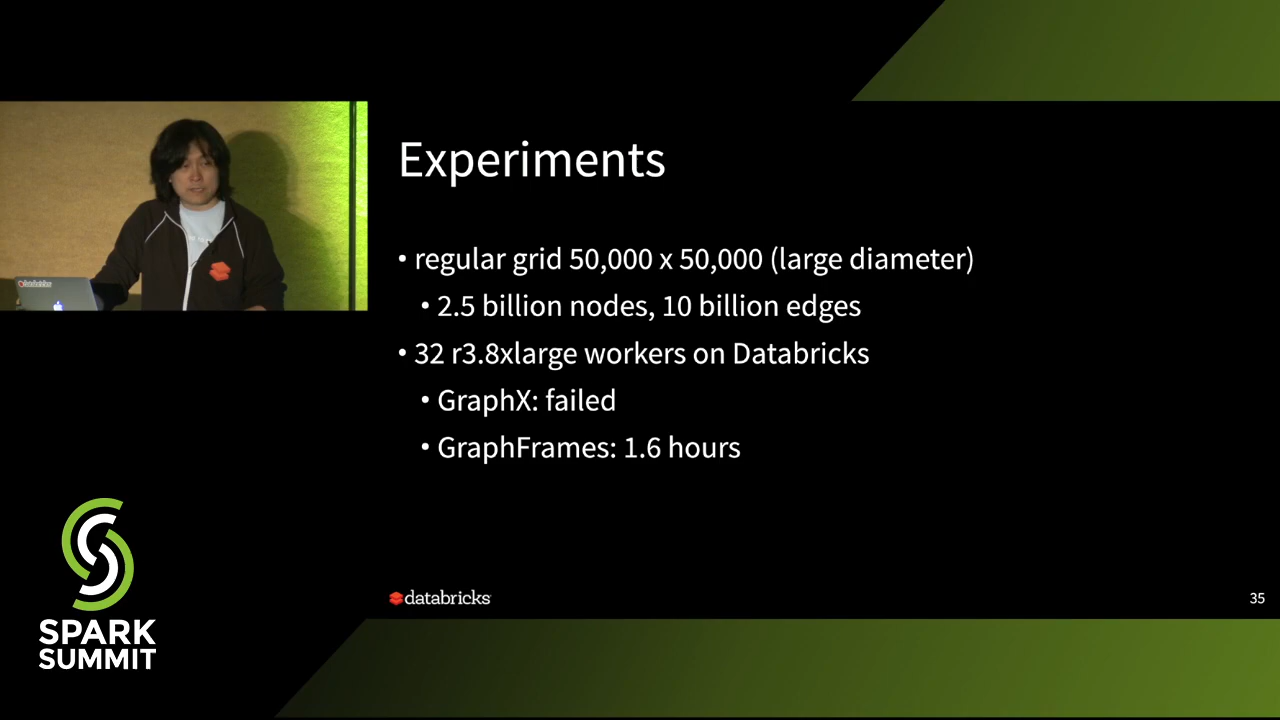 Experiments
• regular grid 50,000 x 50,000 (large diameter)
• 2.5 billion nodes, 10 billion edges
• 32 r3.8xlarge workers on Databricks
• GraphX: failed
• GraphFrames: 1.6 hours
databricks
35
SPARK
SUMMIT